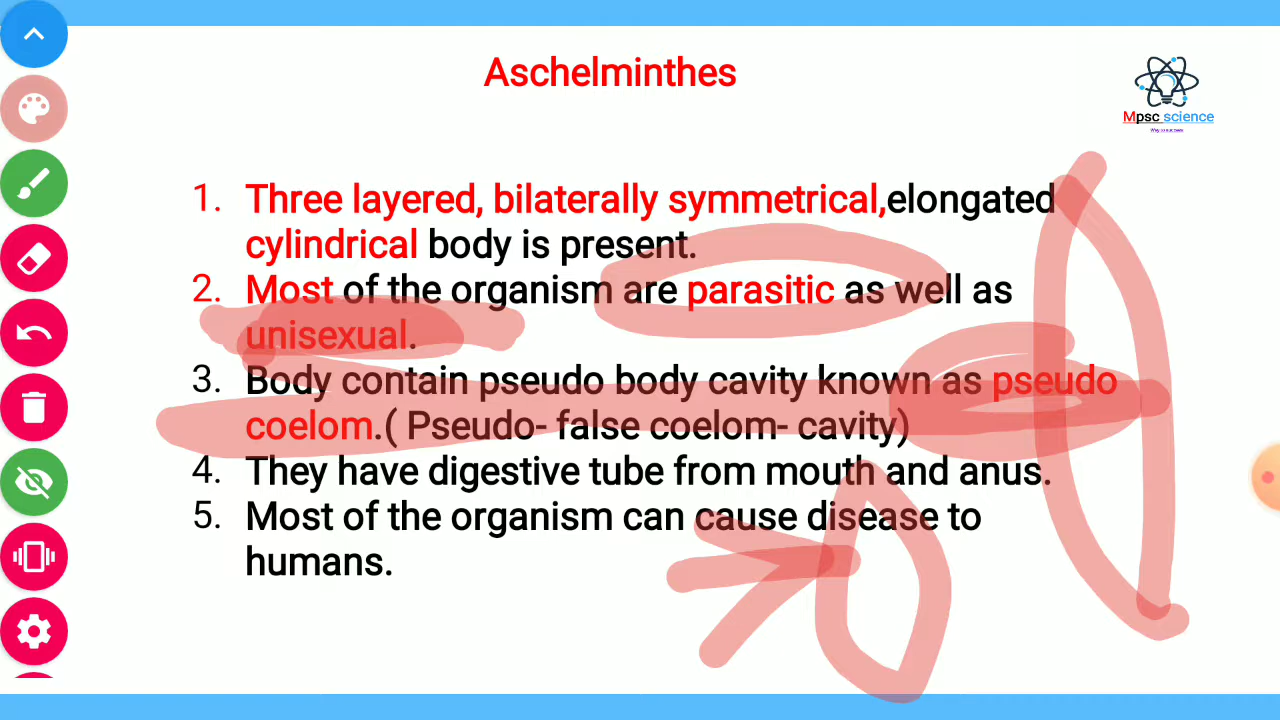 Aschelminthes
Mpsc science
1. Three layered, bilaterally symmetrical,elongated
cylindrical body is present.
2. Most of the organism are parasitic as well as
unisexual.
3. Body contain pseudo body cavity known as pseudo
coelom.( Pseudo- false coelom- cavity)
4. They have digestive tube from mouth and anus.
5. Most of the organism can cause disease to
humans.